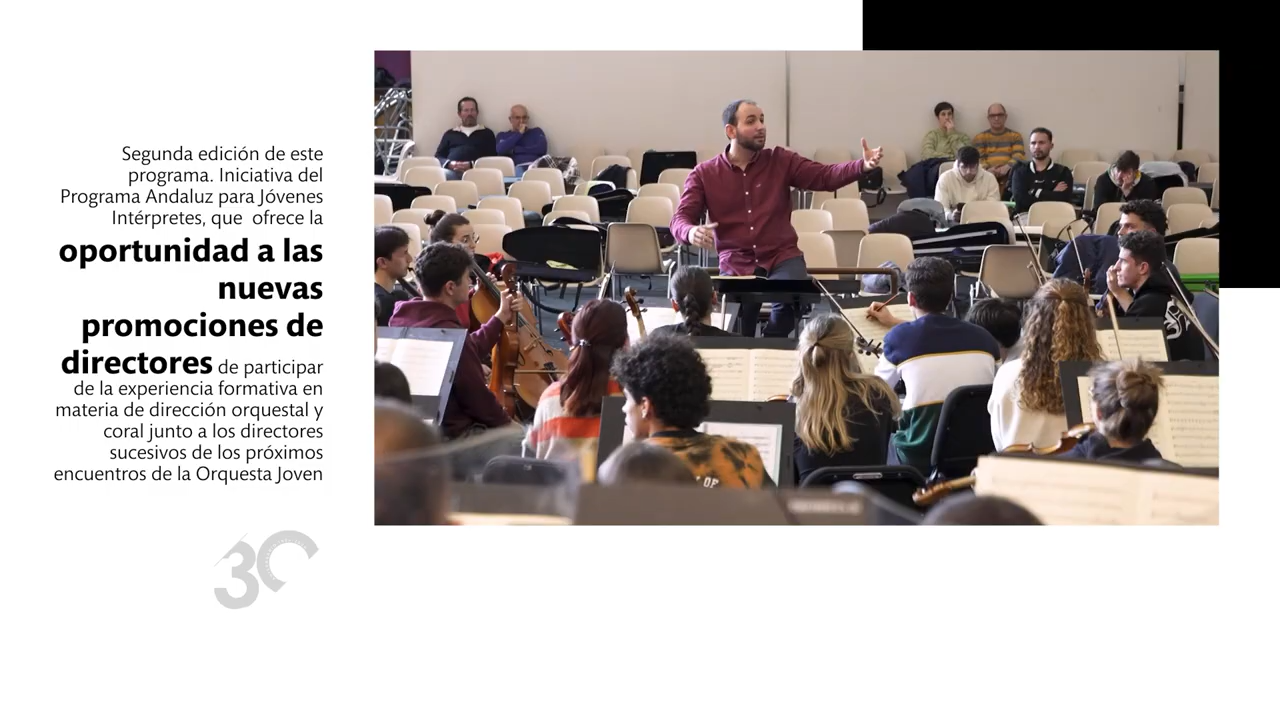 Segunda edición de este
programa. Iniciativa del
Programa Andaluz para Jóvenes
Intérpretes, que  ofrece la
oportunidad a las
nuevas
promociones de
directores de participar
de la experiencia formativa en
materia de dirección orquestal y
coral junto a los directores
sucesivos de los próximos
encuentros de la Orquesta Joven
30